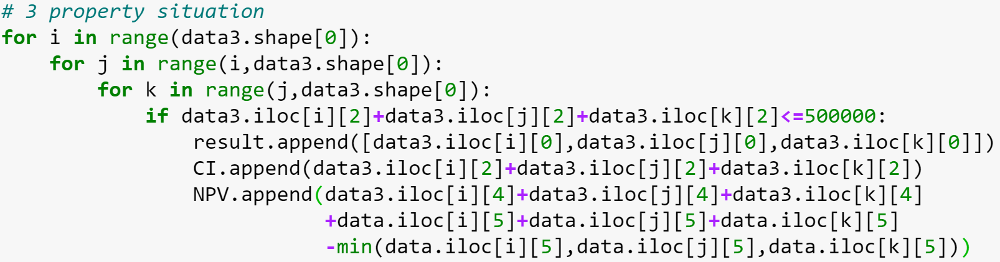 # 3 property situation
for i in range(data3.shape[0]):
    for j in range(i,data3.shape[0]):
        for k in range(j,data3.shape[0]):
            if data3.iloc[i][2]+data3.iloc[j][2]+data3.iloc[k][2]<=500000:
                result.append([data3.iloc[i][0],data3.iloc[j][0],data3.iloc[k][0]])
                CI.append(data3.iloc[i][2]+data3.iloc[j][2]+data3.iloc[k][2])
                NPV.append(data3.iloc[i][4]+data3.iloc[j][4]+data3.iloc[k][4]
                           +data.iloc[i][5]+data.iloc[j][5]+data.iloc[k][5]
                           -min(data.iloc[i][5],data.iloc[j][5],data.iloc[k][5]))